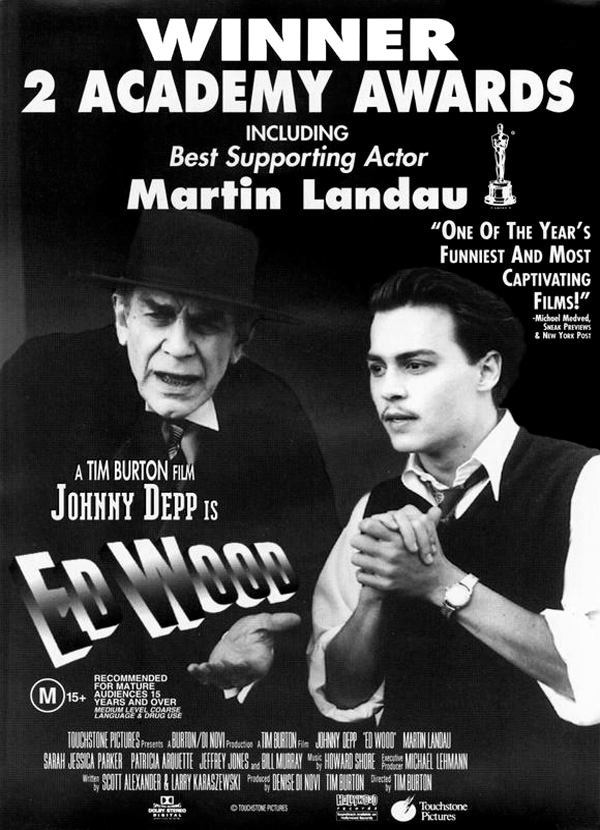 WINNER
2 ACADEMY AWARDS
INCLUDING
Best Supporting Actor
Martin Landau
"ONE OF THE YEAR'S
FUNNIEST AND MOST
CAPTIVATING
FILMS!"
-Michael Medved,
SNEAK PREVIEWS
& NEW YORK POST
A TIM BURTON FILM
JOHNNY DEPP IS
ED WOOD
M 15+
RECOMMENDED
FOR MATURE
AUDIENCES 15
YEARS AND OVER
MEDIUM LEVEL COARSE
LANGUAGE & DRUG USE
TOUCHSTONE PICTURES Presents A BURTON/DI NOVI Production A TIM BURTON Film JOHNNY DEPP "ED WOOD" MARTIN LANDAU
SARAH JESSICA PARKER PATRICIA ARQUETTE JEFFREY JONES and BILL MURRAY Music by HOWARD SHORE Executive Producer MICHAEL LEHMANN
Written by SCOTT ALEXANDER & LARRY KARASZEWSKI Produced by DENISE DI NOVI TIM BURTON Directed by TIM BURTON
DOLBY STEREO
DIGITAL
© TOUCHSTONE PICTURES
HOLLYWOOD
RECORDS
Touchstone
Pictures